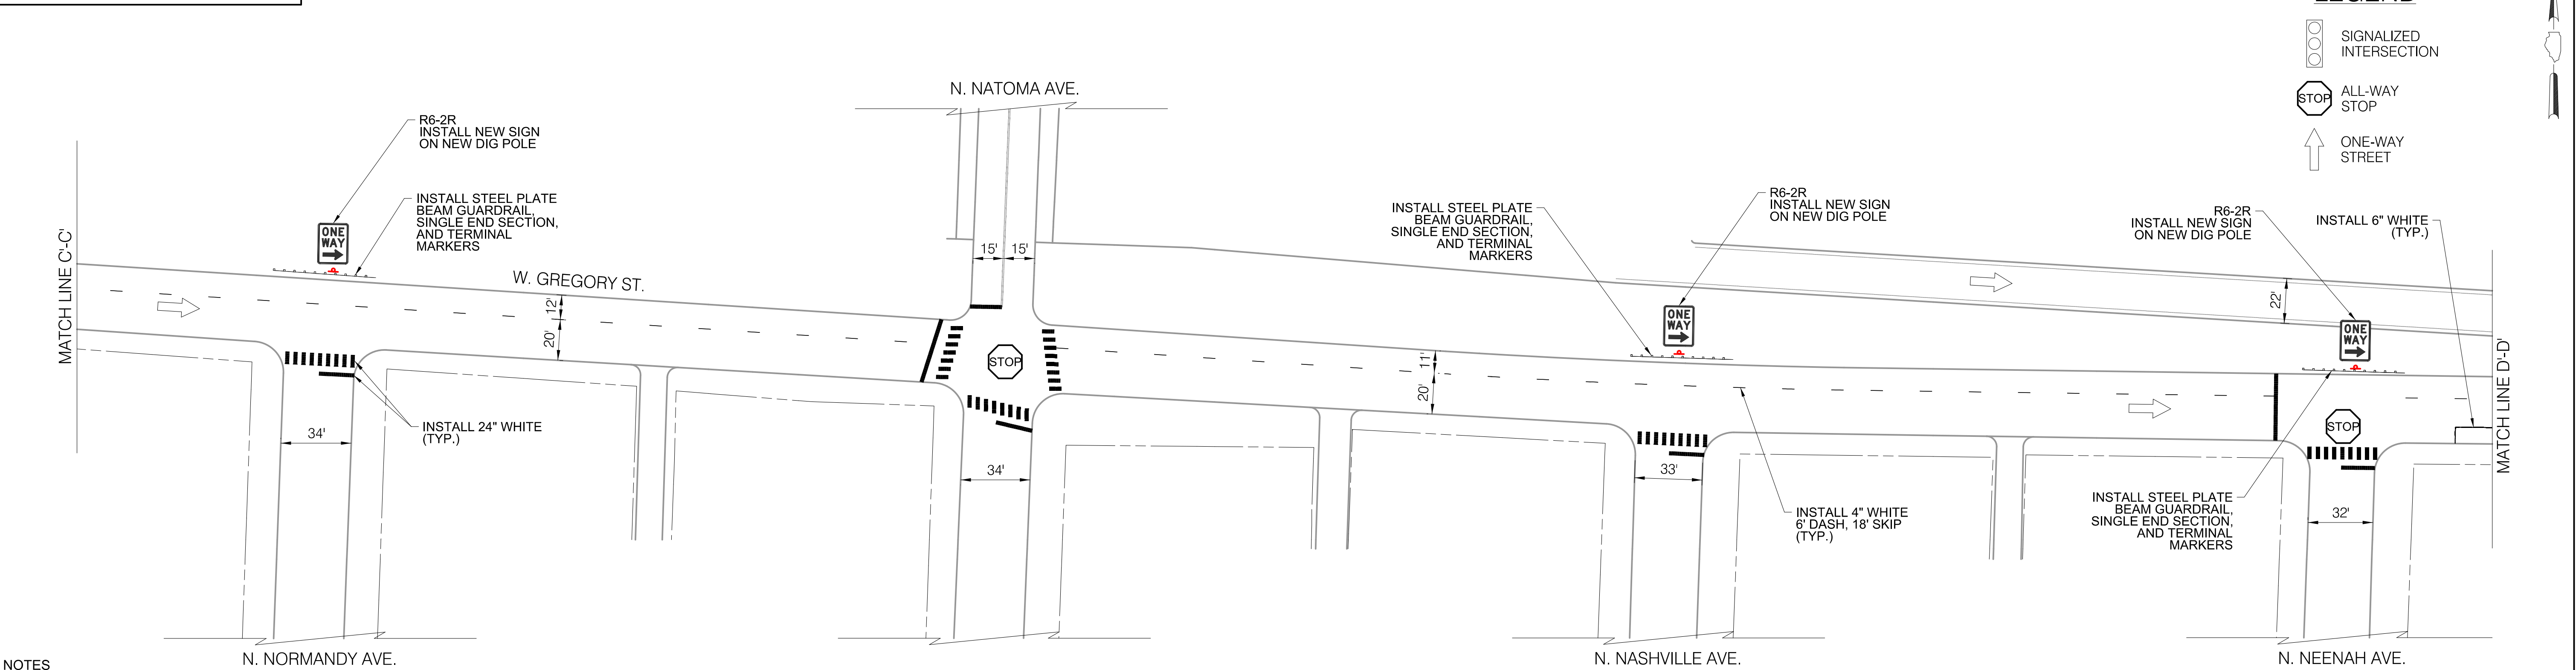 LEGEND
SIGNALIZED
INTERSECTION
STOP
ALL-WAY
STOP
ONE-WAY
STREET
N. NATOMA AVE.
R6-2R
INSTALL NEW SIGN
ON NEW DIG POLE
INSTALL STEEL PLATE
BEAM GUARDRAIL,
SINGLE END SECTION,
AND TERMINAL
MARKERS
ONE
WAY
MATCH LINE C'-C'
W. GREGORY ST.
12'
20'
15'
15'
STOP
INSTALL 24" WHITE
(TYP.)
34'
34'
INSTALL STEEL PLATE
BEAM GUARDRAIL,
SINGLE END SECTION,
AND TERMINAL
MARKERS
R6-2R
INSTALL NEW SIGN
ON NEW DIG POLE
ONE
WAY
11'
20'
R6-2R
INSTALL NEW SIGN
ON NEW DIG POLE
INSTALL 6" WHITE
(TYP.)
22'
ONE
WAY
MATCH LINE D'-D'
STOP
33'
INSTALL 4" WHITE
6' DASH, 18' SKIP
(TYP.)
INSTALL STEEL PLATE
BEAM GUARDRAIL,
SINGLE END SECTION,
AND TERMINAL
MARKERS
32'
NOTES
N. NORMANDY AVE.
N. NASHVILLE AVE.
N. NEENAH AVE.